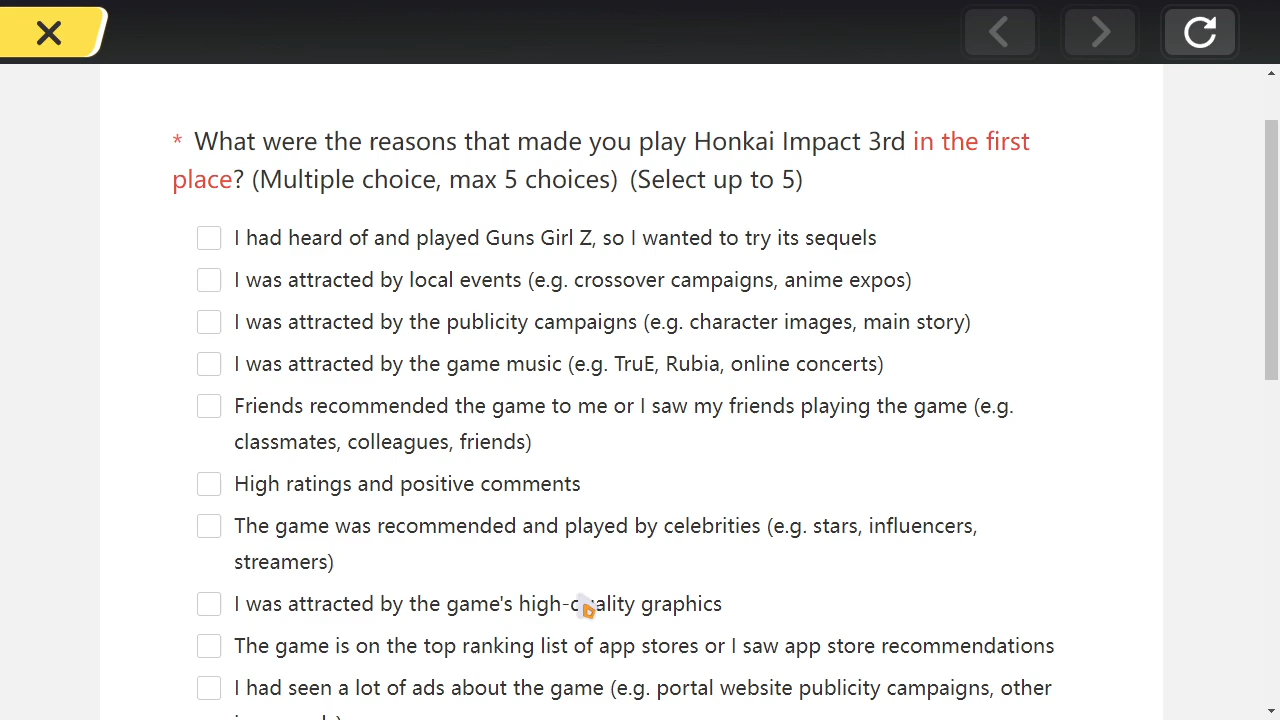 * What were the reasons that made you play Honkai Impact 3rd in the first
place? (Multiple choice, max 5 choices) (Select up to 5)
I had heard of and played Guns Girl Z, so I wanted to try its sequels
I was attracted by local events (e.g. crossover campaigns, anime expos)
I was attracted by the publicity campaigns (e.g. character images, main story)
I was attracted by the game music (e.g. TruE, Rubia, online concerts)
Friends recommended the game to me or I saw my friends playing the game (e.g.
classmates, colleagues, friends)
High ratings and positive comments
The game was recommended and played by celebrities (e.g. stars, influencers,
streamers)
I was attracted by the game's high-quality graphics
The game is on the top ranking list of app stores or I saw app store recommendations
I had seen a lot of ads about the game (e.g. portal website publicity campaigns, other